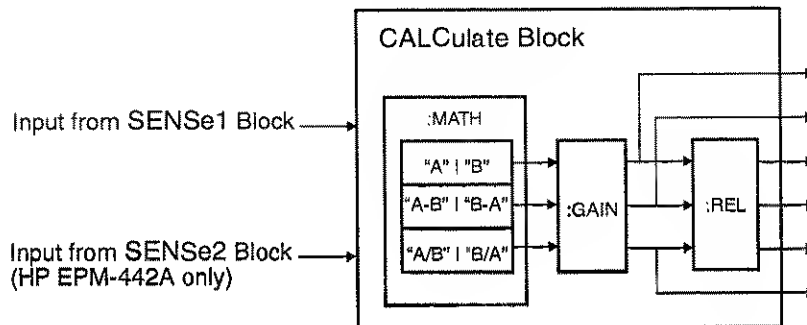 CALCulate Block
Input from SENSe1 Block
:MATH
"A" | "B"
"A-B" | "B-A"
:GAIN
:REL
"A/B" | "B/A"
Input from SENSe2 Block
(HP EPM-442A only)